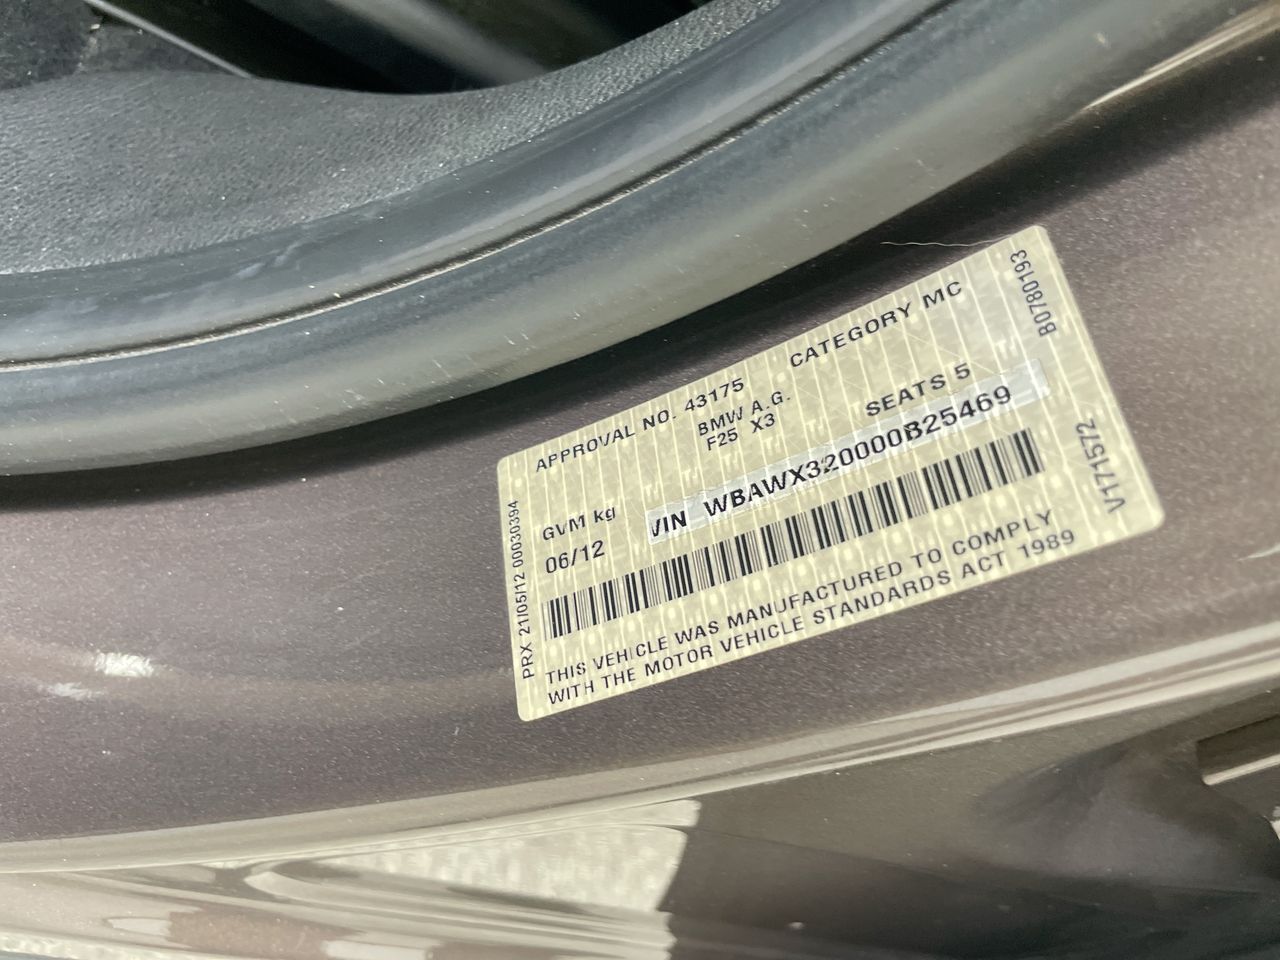 APPROVAL NO. 43175 CATEGORY MC
BMW A.G.
F25 X3
SEATS 5
GVM kg
06/12
VIN WBAWX320000B25469
THIS VEHICLE WAS MANUFACTURED TO COMPLY
WITH THE MOTOR VEHICLE STANDARDS ACT 1989
PRX 21/05/12 00030394
B0780193
V171572